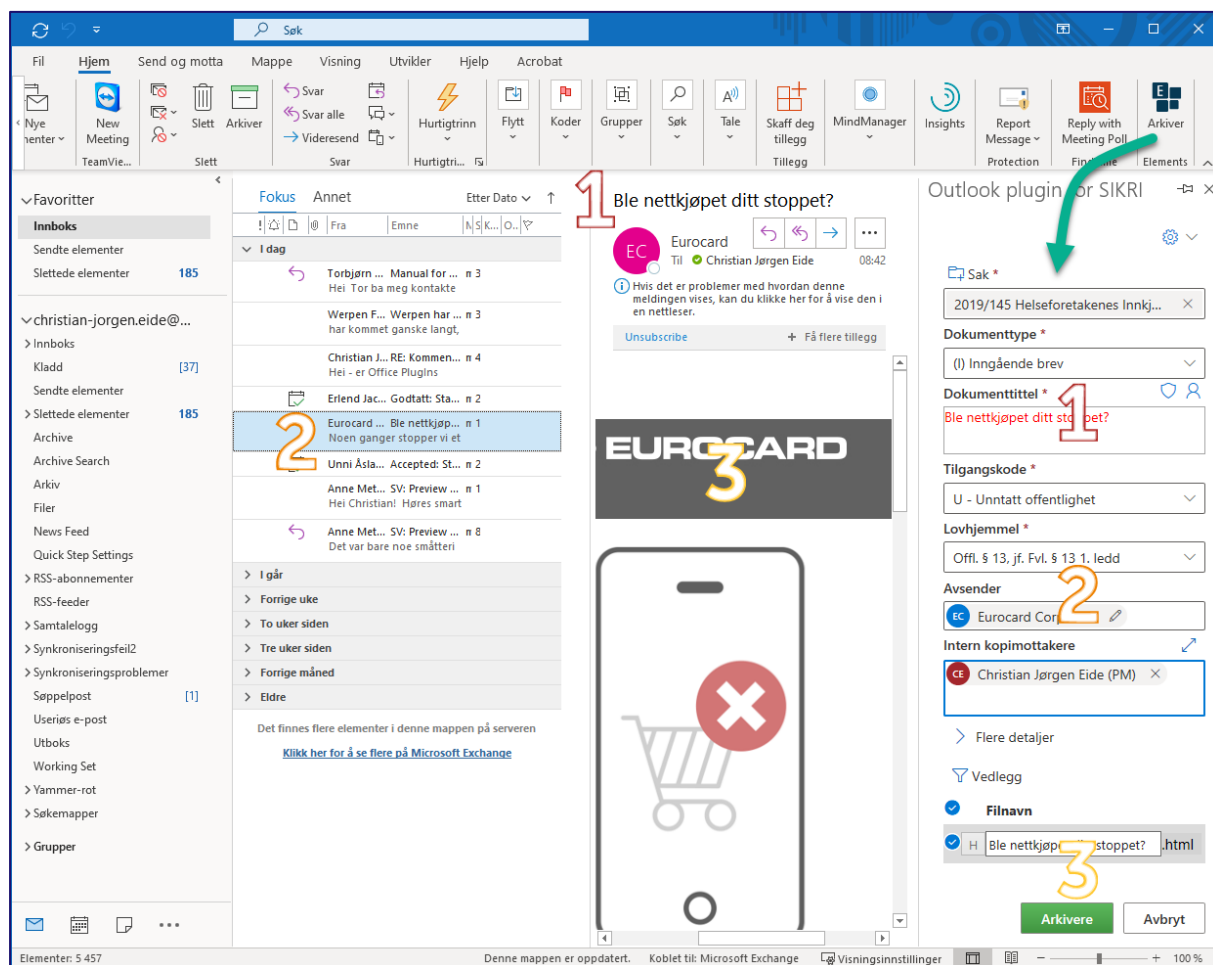 Søk
Fil Hjem Send og motta Mappe Visning Utvikler Hjelp Acrobat
Nye
New
Meeting
TeamVie...
Slett
Arkiver
Slett
Svar
Svar alle
Videresend
Svar
Hurtigtrinn
Hurtigtri...
Flytt
Koder
Grupper
Søk
Tale
Skaff deg
tillegg
Tillegg
MindManager
Insights
Report
Message
Protection
Reply with
Meeting Poll
Arkiver
Elements
Favoritter
Innboks
Sendte elementer
Slettede elementer 185
christian-jorgen.eide@...
Innboks
Kladd [37]
Sendte elementer
Slettede elementer 185
Archive
Archive Search
Arkiv
Filer
News Feed
Quick Step Settings
RSS-abonnementer
RSS-feeder
Samtalelogg
Synkroniseringsfeil2
Synkroniseringsproblemer
Søppelpost [1]
Useriøs e-post
Utboks
Working Set
Yammer-rot
Søkemapper
Grupper
Fokus Annet Etter Dato
! Fra Emne N S K... O...
I dag
Torbjørn ... Manual for ... 3
Hei Tor ba meg kontakte
Werpen F... Werpen har ... 3
har kommet ganske langt,
Christian J... RE: Kommen... 4
Hei - er Office PlugIns
Erlend Jac... Godtatt: Sta... 2
Eurocard ... Ble nettkjøp... 1
Noen ganger stopper vi et
2
Unni Åsla... Accepted: St... 2
Anne Met... SV: Preview ... 1
Hei Christian! Høres smart
Anne Met... SV: Preview ... 8
Det var bare noe småtteri
I går
Forrige uke
To uker siden
Tre uker siden
Forrige måned
Eldre
Det finnes flere elementer i denne mappen på serveren
Klikk her for å se flere på Microsoft Exchange
1
Ble nettkjøpet ditt stoppet?
EC
Eurocard
Til Christian Jørgen Eide 08:42
Hvis det er problemer med hvordan denne
meldingen vises, kan du klikke her for å vise den i
en nettleser.
Unsubscribe + Få flere tillegg
EUROCARD
3
Outlook plugin for SIKRI
Sak *
2019/145 Helseforetakenes Innkj...
Dokumenttype *
(I) Inngående brev
Dokumenttittel *
Ble nettkjøpet ditt stoppet?
1
Tilgangskode *
U - Unntatt offentlighet
Lovhjemmel *
Offl. § 13, jf. Fvl. § 13 1. ledd
Avsender
EC Eurocard
2
Intern kopimottakere
CE Christian Jørgen Eide (PM)
Flere detaljer
Vedlegg
Filnavn
H Ble nettkjøpet ditt stoppet? .html
3
Arkivere Avbryt
Elementer: 5 457 Denne mappen er oppdatert. Koblet til: Microsoft Exchange Visningsinnstillinger 100 %